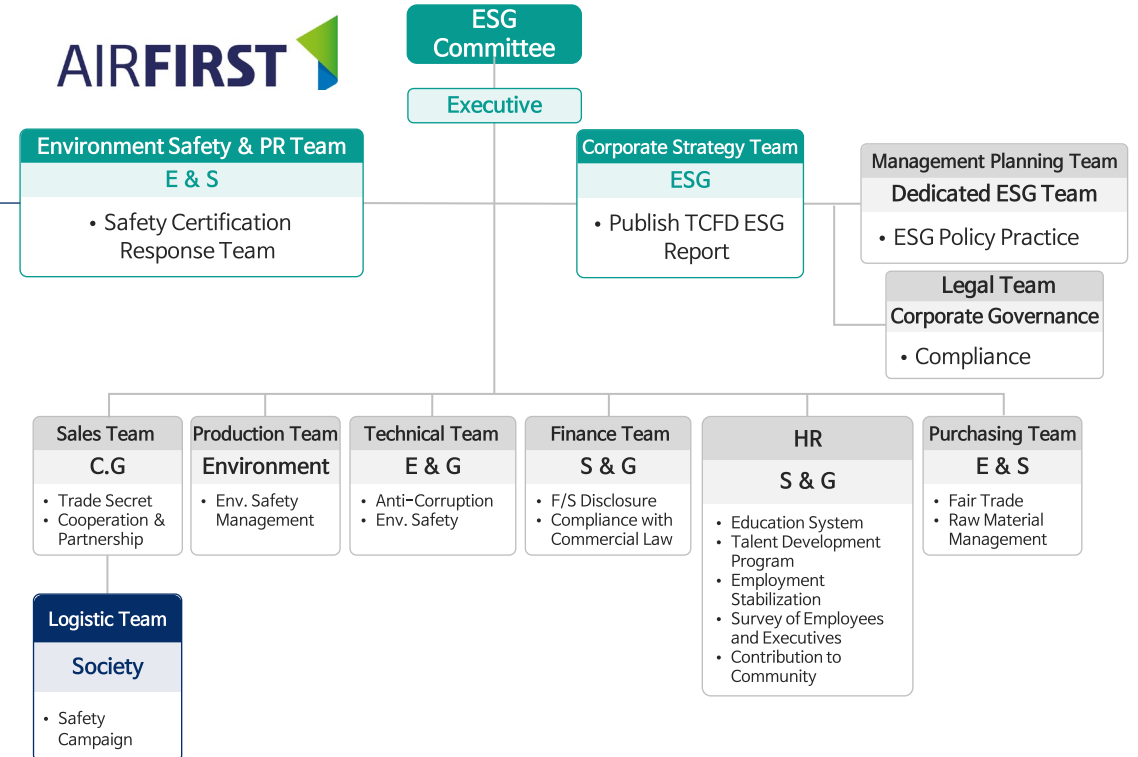 AIRFIRST
ESG
Committee
Executive
Environment Safety & PR Team
E & S
• Safety Certification
Response Team
Corporate Strategy Team
ESG
• Publish TCFD ESG
Report
Management Planning Team
Dedicated ESG Team
• ESG Policy Practice
Legal Team
Corporate Governance
• Compliance
Sales Team
C.G
• Trade Secret
• Cooperation &
Partnership
Production Team
Environment
• Env. Safety
Management
Technical Team
E & G
• Anti-Corruption
• Env. Safety
Finance Team
S & G
• F/S Disclosure
• Compliance with
Commercial Law
HR
S & G
• Education System
• Talent Development
Program
• Employment
Stabilization
• Survey of Employees
and Executives
• Contribution to
Community
Purchasing Team
E & S
• Fair Trade
• Raw Material
Management
Logistic Team
Society
• Safety
Campaign